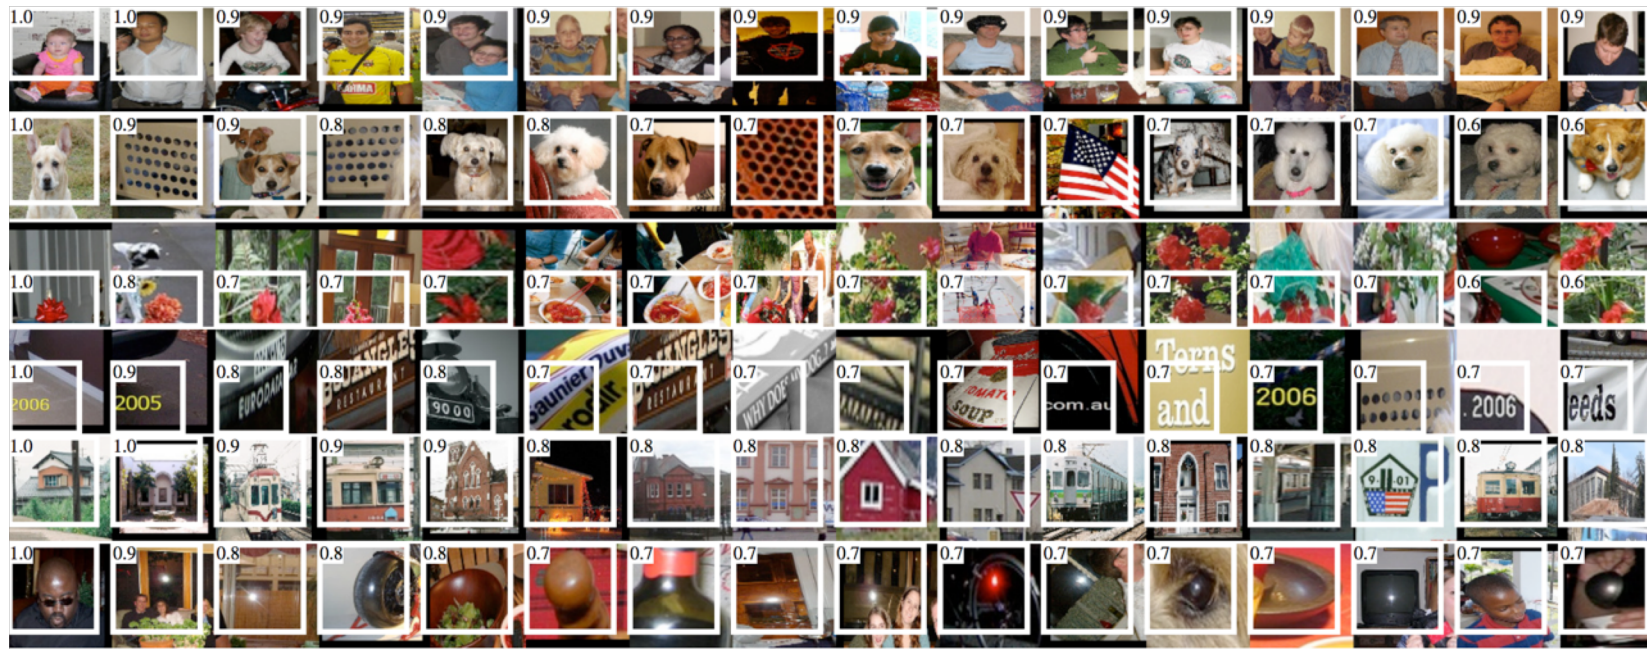 1.0 1.0 0.9 0.9 0.9 0.9 0.9 0.9 0.9 0.9 0.9 0.9 0.9 0.9 0.9 0.9
1.0 0.9 0.9 0.8 0.8 0.8 0.7 0.7 0.7 0.7 0.7 0.7 0.7 0.7 0.6 0.6
1.0 0.8 0.7 0.7 0.7 0.7 0.7 0.7 0.7 0.7 0.7 0.7 0.7 0.7 0.6 0.6
1.0 0.9 0.8 0.8 0.8 0.7 0.7 0.7 0.7 0.7 0.7 0.7 0.7 0.7 0.7 0.7
2006
2005
EURODA
RESTAURANT
9000
Duv
Saunier
rodir
BOJANGLES
RESTAURANT
WHY DOES
TOMATO
SOUP
com.au
Terns
and
2006
. 2006
eeds
1.0 1.0 0.9 0.9 0.9 0.8 0.8 0.8 0.8 0.8 0.8 0.8 0.8 0.8 0.8 0.8
9-11-01
1.0 0.9 0.8 0.8 0.8 0.7 0.7 0.7 0.7 0.7 0.7 0.7 0.7 0.7 0.7 0.7